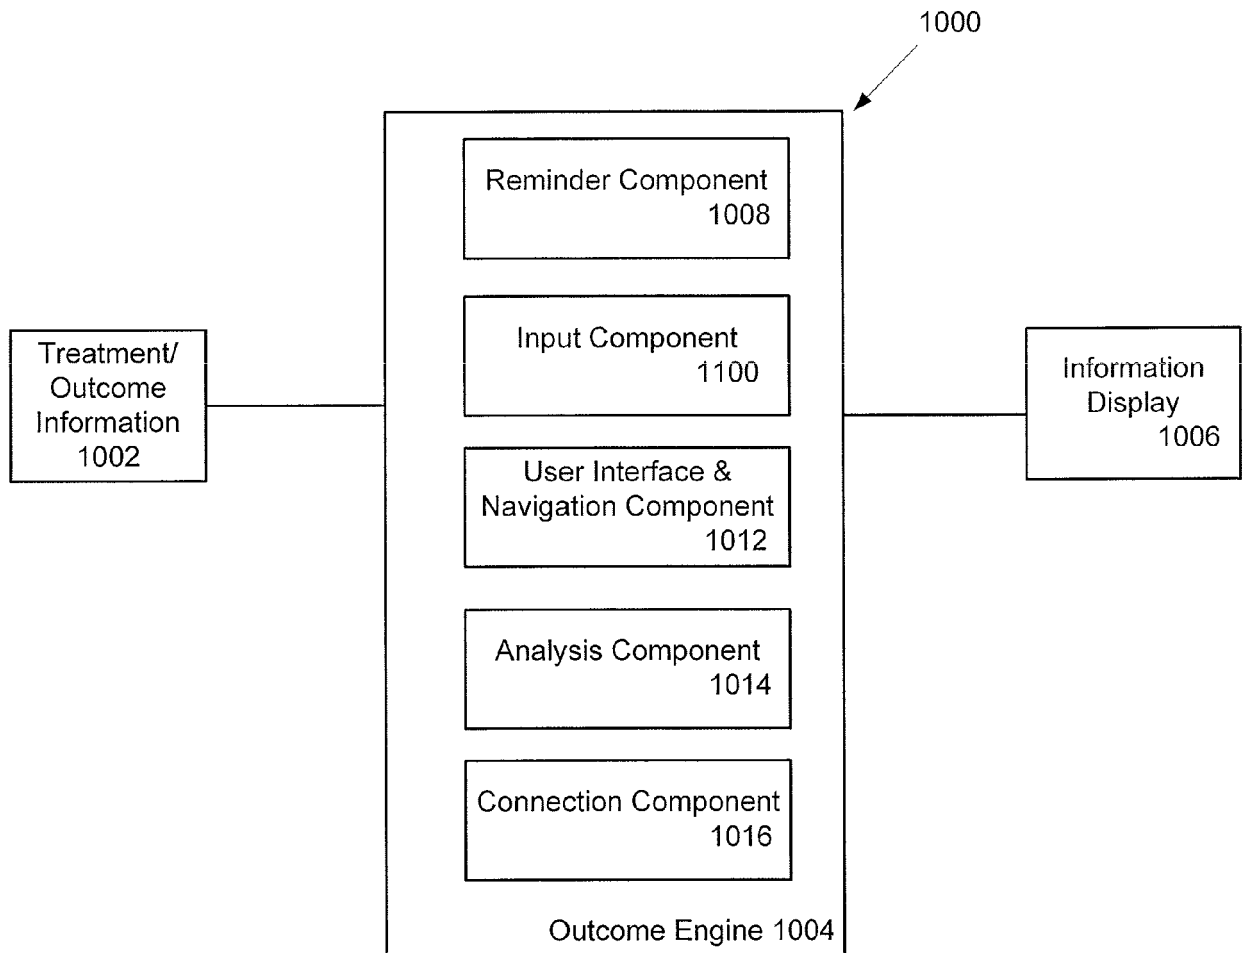 1000
Reminder Component
1008
Input Component
1100
Treatment/
Outcome
Information
1002
User Interface &
Navigation Component
1012
Information
Display
1006
Analysis Component
1014
Connection Component
1016
Outcome Engine 1004